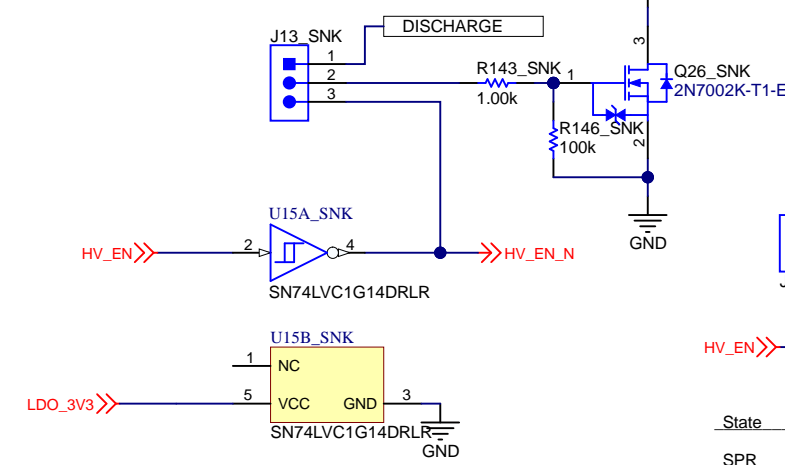 DISCHARGE
J13_SNK
1
2
3
R143_SNK
1.00k
1
3
Q26_SNK
2N7002K-T1-E
R146_SNK
100k
2
GND
U15A_SNK
HV_EN
2
4
HV_EN_N
SN74LVC1G14DRLR
U15B_SNK
1
NC
HV_EN
LDO_3V3
5
VCC
GND
3
SN74LVC1G14DRLR
GND
State
SPR